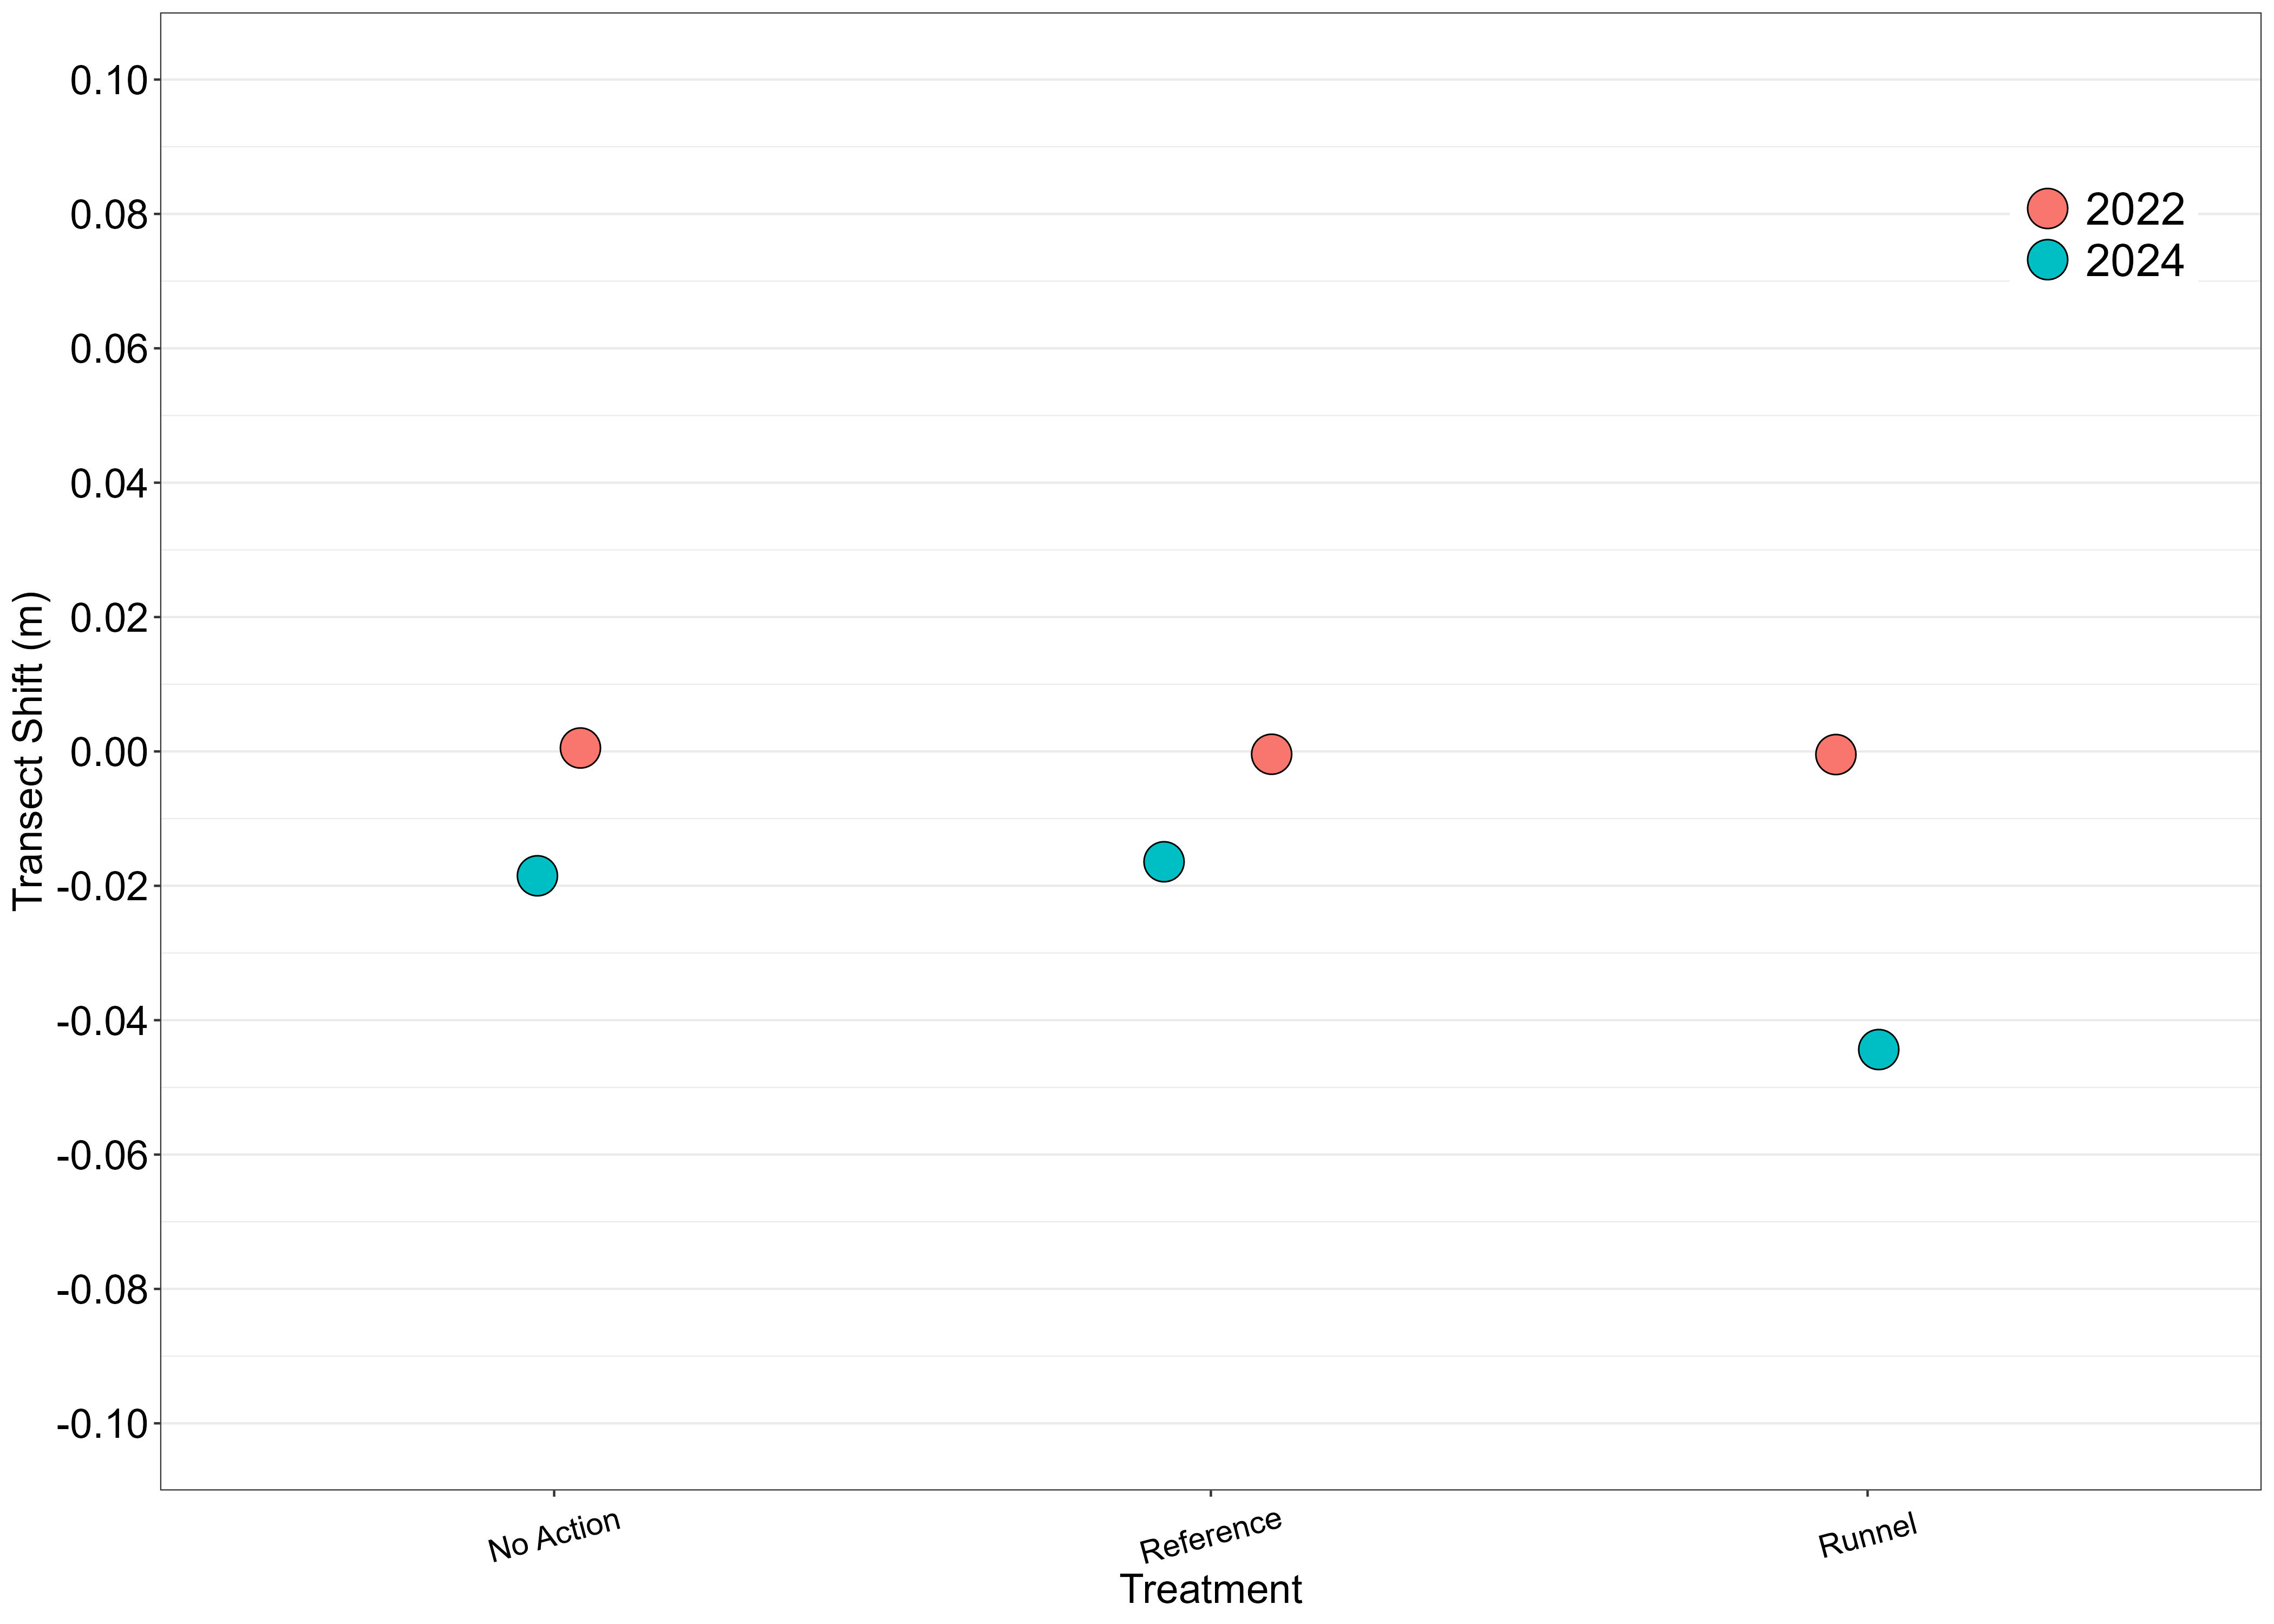 Transect Shift (m)
0.10
0.08
0.06
0.04
0.02
0.00
-0.02
-0.04
-0.06
-0.08
-0.10
2022
2024
No Action
Reference
Runnel
Treatment